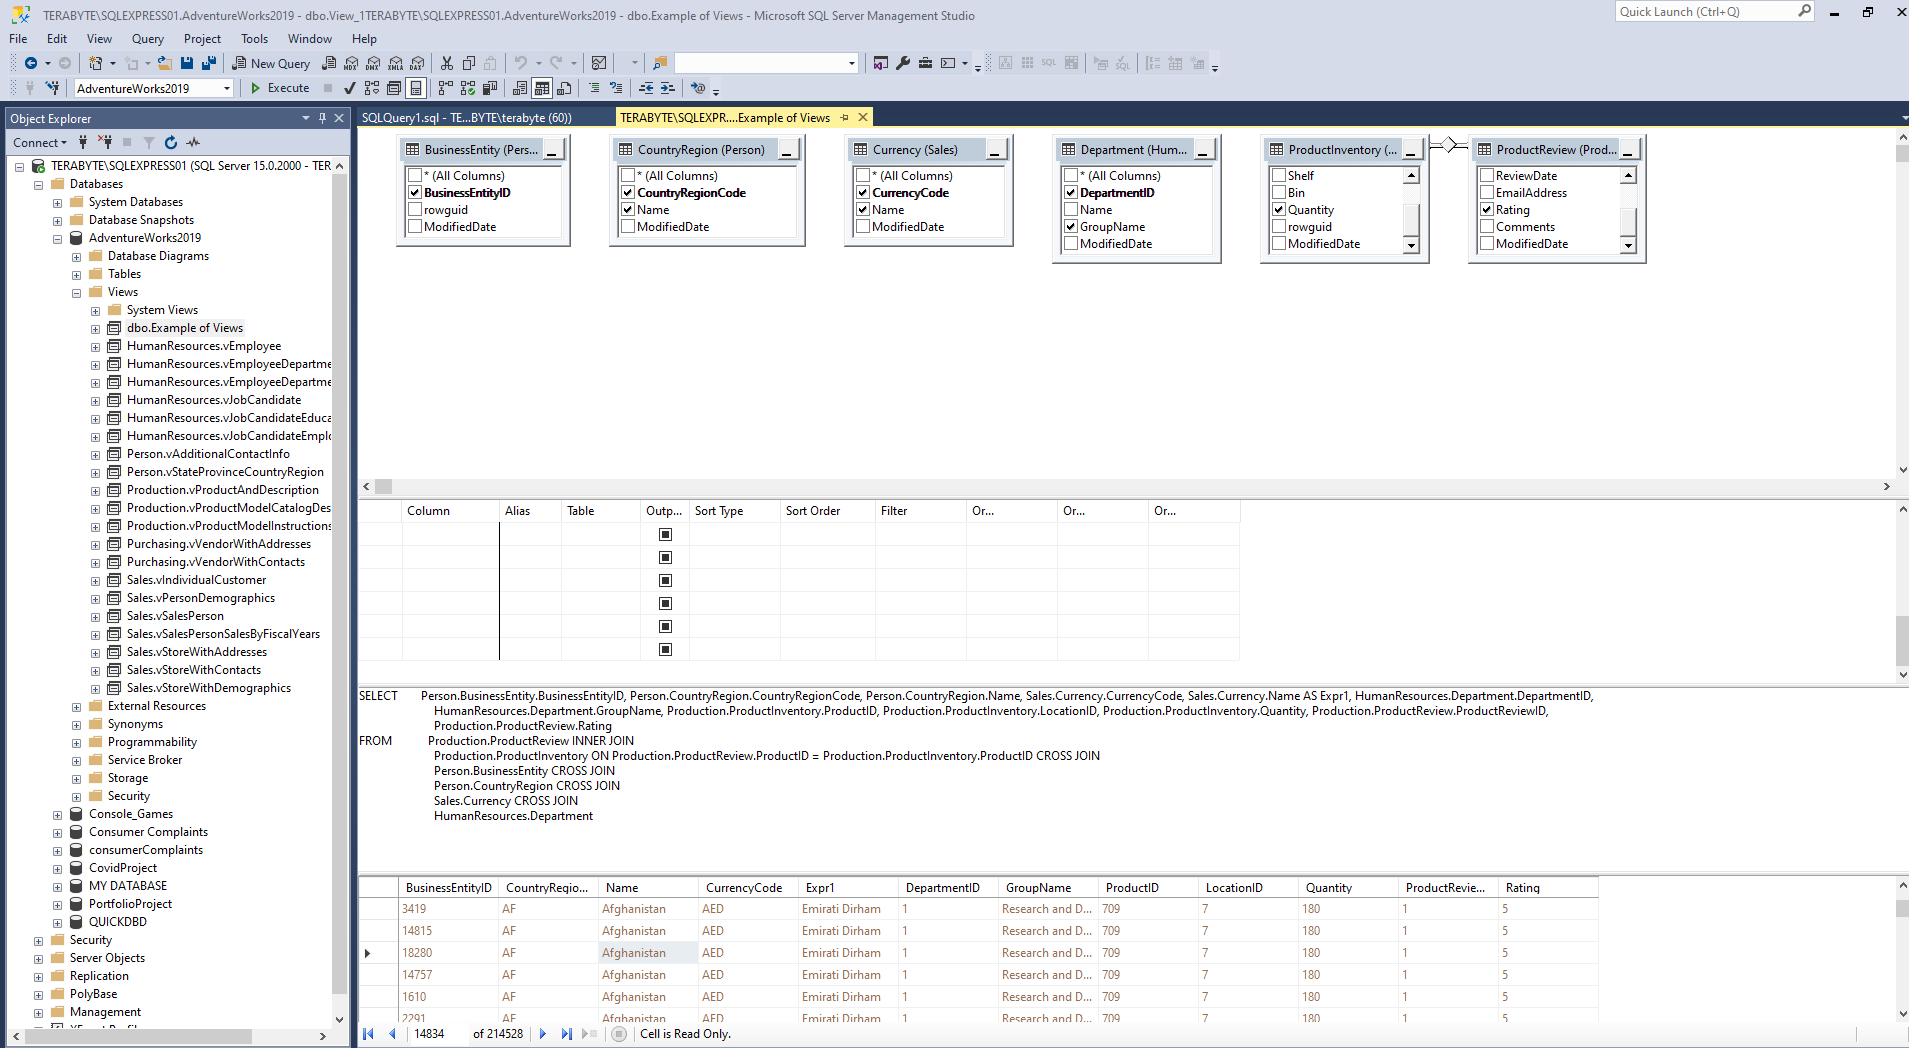 TERABYTE\SQLEXPRESS01.AdventureWorks2019 - dbo.View_1TERABYTE\SQLEXPRESS01.AdventureWorks2019 - dbo.Example of Views - Microsoft SQL Server Management Studio
Quick Launch (Ctrl+Q)
File Edit View Query Project Tools Window Help
New Query MDX DMX XMLA DAX
AdventureWorks2019 Execute
Object Explorer
SQLQuery1.sql - TE...BYTE\terabyte (60)) TERABYTE\SQLEXPR....Example of Views
Connect
TERABYTE\SQLEXPRESS01 (SQL Server 15.0.2000 - TER
Databases
System Databases
Database Snapshots
AdventureWorks2019
Database Diagrams
Tables
Views
System Views
dbo.Example of Views
HumanResources.vEmployee
HumanResources.vEmployeeDepartme
HumanResources.vEmployeeDepartme
HumanResources.vJobCandidate
HumanResources.vJobCandidateEduca
HumanResources.vJobCandidateEmplo
Person.vAdditionalContactInfo
Person.vStateProvinceCountryRegion
Production.vProductAndDescription
Production.vProductModelCatalogDes
Production.vProductModelInstructions
Purchasing.vVendorWithAddresses
Purchasing.vVendorWithContacts
Sales.vIndividualCustomer
Sales.vPersonDemographics
Sales.vSalesPerson
Sales.vSalesPersonSalesByFiscalYears
Sales.vStoreWithAddresses
Sales.vStoreWithContacts
Sales.vStoreWithDemographics
External Resources
Synonyms
Programmability
Service Broker
Storage
Security
Console_Games
Consumer Complaints
consumerComplaints
CovidProject
MY DATABASE
PortfolioProject
QUICKDBD
Security
Server Objects
Replication
PolyBase
Management
BusinessEntity (Pers...
* (All Columns)
BusinessEntityID
rowguid
ModifiedDate
CountryRegion (Person)
* (All Columns)
CountryRegionCode
Name
ModifiedDate
Currency (Sales)
* (All Columns)
CurrencyCode
Name
ModifiedDate
Department (Hum...
* (All Columns)
DepartmentID
Name
GroupName
ModifiedDate
ProductInventory (...
Shelf
Bin
Quantity
rowguid
ModifiedDate
ProductReview (Prod...
ReviewDate
EmailAddress
Rating
Comments
ModifiedDate
Column Alias Table Outp... Sort Type Sort Order Filter Or... Or... Or...
SELECT Person.BusinessEntity.BusinessEntityID, Person.CountryRegion.CountryRegionCode, Person.CountryRegion.Name, Sales.Currency.CurrencyCode, Sales.Currency.Name AS Expr1, HumanResources.Department.DepartmentID,
HumanResources.Department.GroupName, Production.ProductInventory.ProductID, Production.ProductInventory.LocationID, Production.ProductInventory.Quantity, Production.ProductReview.ProductReviewID,
Production.ProductReview.Rating
FROM Production.ProductReview INNER JOIN
Production.ProductInventory ON Production.ProductReview.ProductID = Production.ProductInventory.ProductID CROSS JOIN
Person.BusinessEntity CROSS JOIN
Person.CountryRegion CROSS JOIN
Sales.Currency CROSS JOIN
HumanResources.Department
BusinessEntityID CountryRegio... Name CurrencyCode Expr1 DepartmentID GroupName ProductID LocationID Quantity ProductRevie... Rating
3419 AF Afghanistan AED Emirati Dirham 1 Research and D... 709 7 180 1 5
14815 AF Afghanistan AED Emirati Dirham 1 Research and D... 709 7 180 1 5
18280 AF Afghanistan AED Emirati Dirham 1 Research and D... 709 7 180 1 5
14757 AF Afghanistan AED Emirati Dirham 1 Research and D... 709 7 180 1 5
1610 AF Afghanistan AED Emirati Dirham 1 Research and D... 709 7 180 1 5
2291 AF Afghanistan AED Emirati Dirham 1 Research and D... 709 7 180 1 5
14834 of 214528 Cell is Read Only.